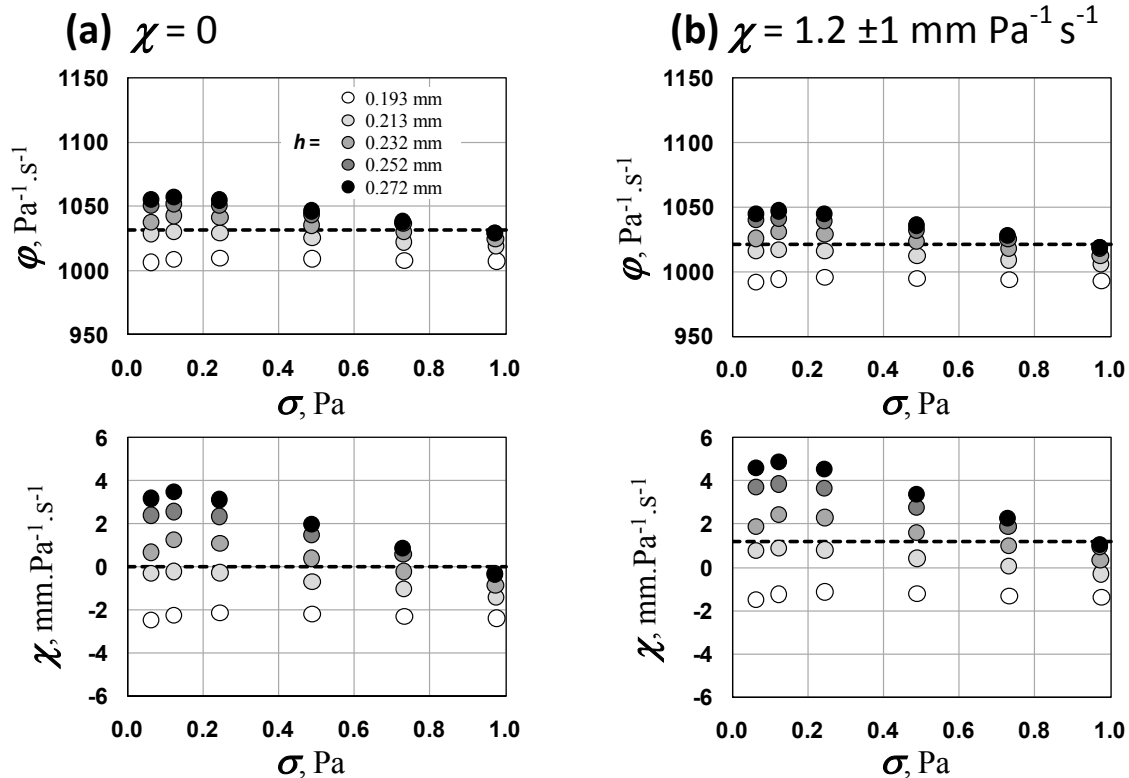 (a) χ = 0
1150
1100
1050
1000
950
φ, Pa⁻¹.s⁻¹
h =
0.193 mm
0.213 mm
0.232 mm
0.252 mm
0.272 mm
0.0 0.2 0.4 0.6 0.8 1.0
σ, Pa
6
4
2
0
-2
-4
-6
χ, mm.Pa⁻¹.s⁻¹
0.0 0.2 0.4 0.6 0.8 1.0
σ, Pa
(b) χ = 1.2 ±1 mm Pa⁻¹ s⁻¹
1150
1100
1050
1000
950
φ, Pa⁻¹.s⁻¹
0.0 0.2 0.4 0.6 0.8 1.0
σ, Pa
6
4
2
0
-2
-4
-6
χ, mm.Pa⁻¹.s⁻¹
0.0 0.2 0.4 0.6 0.8 1.0
σ, Pa